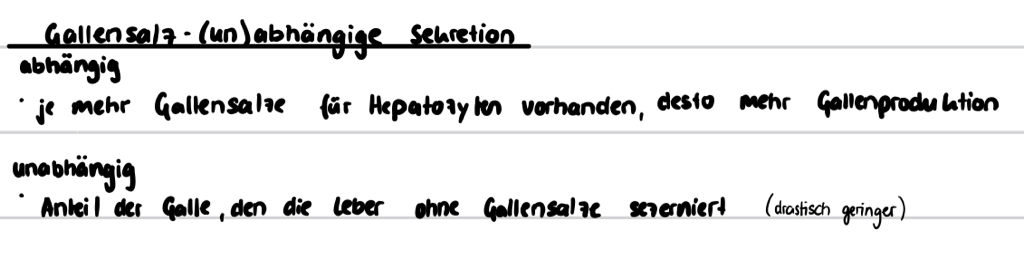 Gallensalz-(un)abhängige Sekretion
abhängig
· je mehr Gallensalze für Hepatozyten vorhanden, desto mehr Gallenproduktion
unabhängig
· Anteil der Galle, den die Leber ohne Gallensalze sezerniert (drastisch geringer)